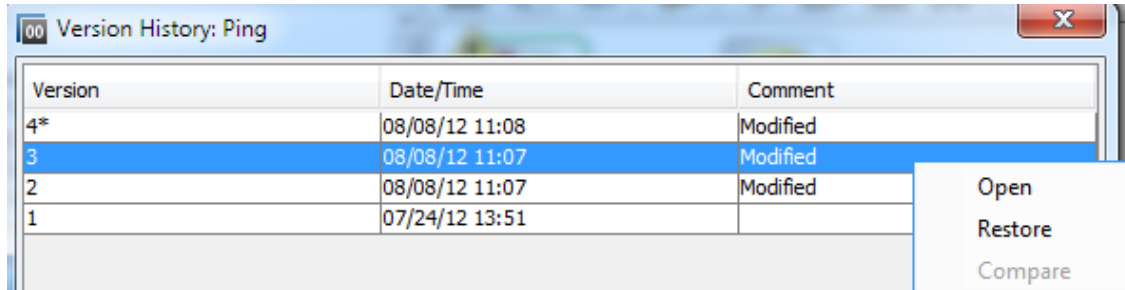 00 Version History: Ping
Version Date/Time Comment
4* 08/08/12 11:08 Modified
3 08/08/12 11:07 Modified
2 08/08/12 11:07 Modified
Open
1 07/24/12 13:51
Restore
Compare